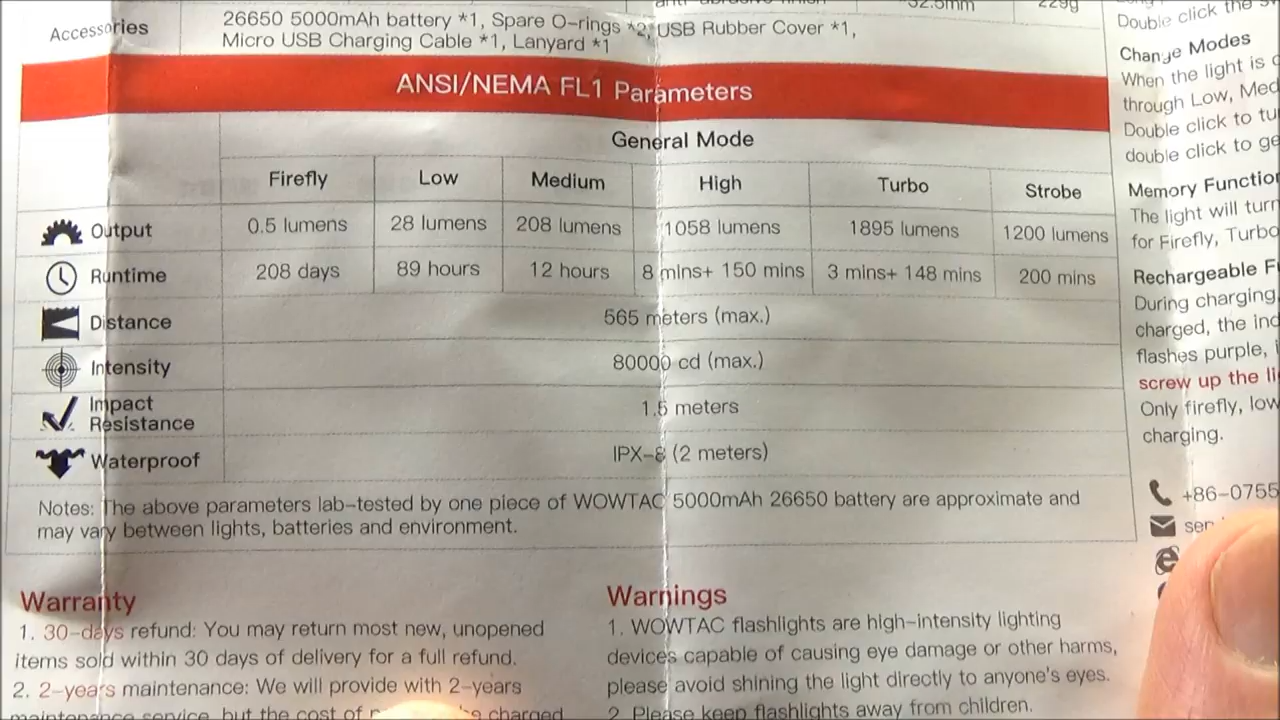 32.5mm 229g
Accessories 26650 5000mAh battery *1, Spare O-rings *2, USB Rubber Cover *1,
Micro USB Charging Cable *1, Lanyard *1
ANSI/NEMA FL1 Parameters
General Mode
Firefly Low Medium High Turbo Strobe
Output 0.5 lumens 28 lumens 208 lumens 1058 lumens 1895 lumens 1200 lumens
Runtime 208 days 89 hours 12 hours 8 mins+ 150 mins 3 mins+ 148 mins 200 mins
Distance 565 meters (max.)
Intensity 80000 cd (max.)
Impact
Resistance 1.5 meters
Waterproof IPX-8 (2 meters)
Notes: The above parameters lab-tested by one piece of WOWTAC 5000mAh 26650 battery are approximate and
may vary between lights, batteries and environment.
Warranty
1. 30-days refund: You may return most new, unopened
items sold within 30 days of delivery for a full refund.
2. 2-years maintenance: We will provide with 2-years
maintenance service, but the cost of charged
Warnings
1. WOWTAC flashlights are high-intensity lighting
devices capable of causing eye damage or other harms,
please avoid shining the light directly to anyone's eyes.
2. Please keep flashlights away from children.
Double click the
Change Modes
When the light is
through Low, Med
Double click to
double click to
Memory Function
The light will turn
for Firefly, Turbo
Rechargeable
During charging,
charged, the
flashes purple,
screw up the
Only firefly, low
charging.
+86-0755